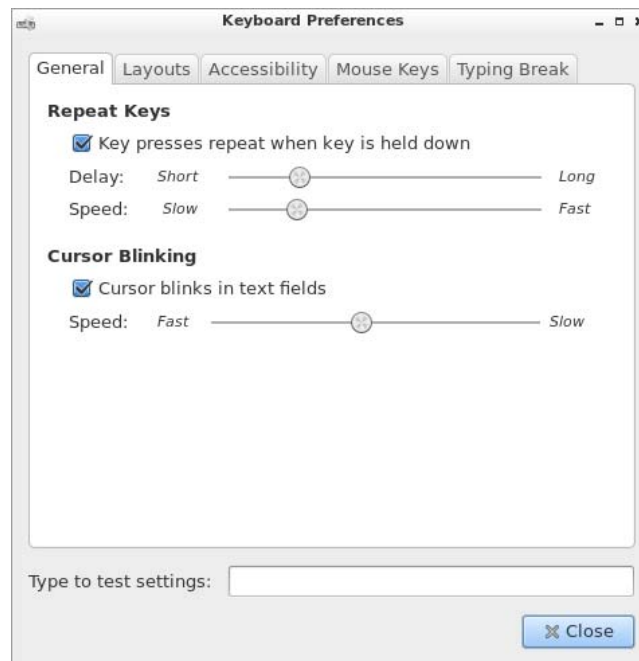 Keyboard Preferences
General Layouts Accessibility Mouse Keys Typing Break
Repeat Keys
Key presses repeat when key is held down
Delay: Short Long
Speed: Slow Fast
Cursor Blinking
Cursor blinks in text fields
Speed: Fast Slow
Type to test settings:
Close